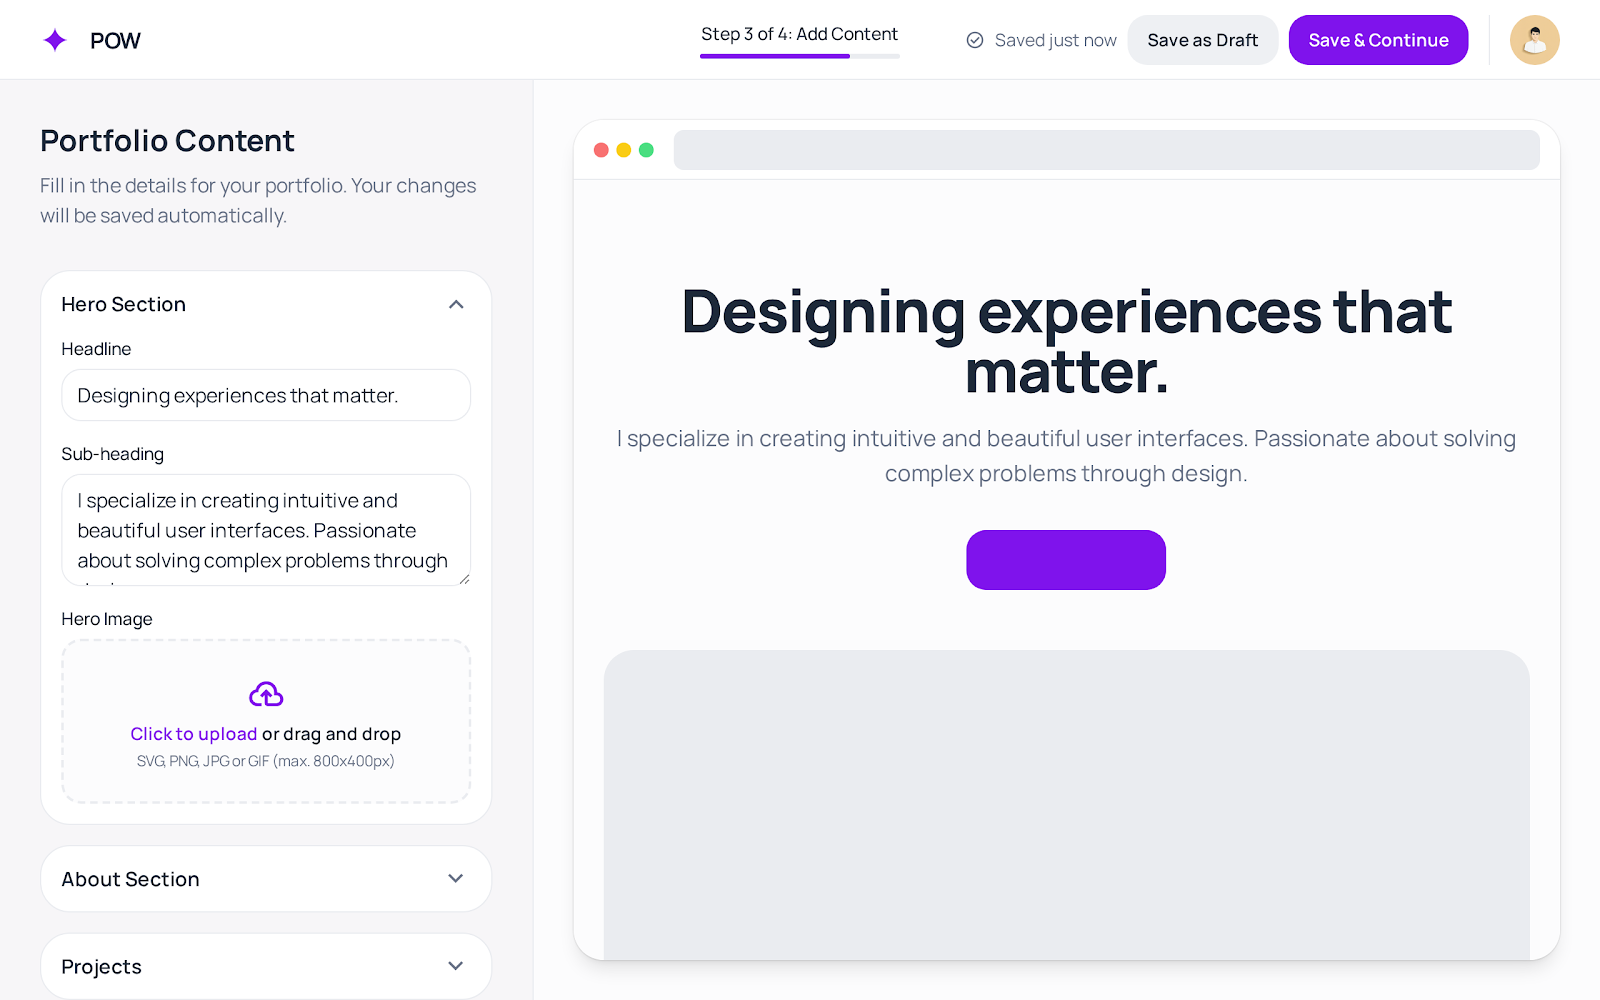 POW
Step 3 of 4: Add Content
Saved just now
Save as Draft
Save & Continue
Portfolio Content
Fill in the details for your portfolio. Your changes
will be saved automatically.
Hero Section
Headline
Designing experiences that matter.
Sub-heading
I specialize in creating intuitive and
beautiful user interfaces. Passionate
about solving complex problems through
Hero Image
Click to upload or drag and drop
SVG, PNG, JPG or GIF (max. 800x400px)
About Section
Projects
Designing experiences that
matter.
I specialize in creating intuitive and beautiful user interfaces. Passionate about solving
complex problems through design.